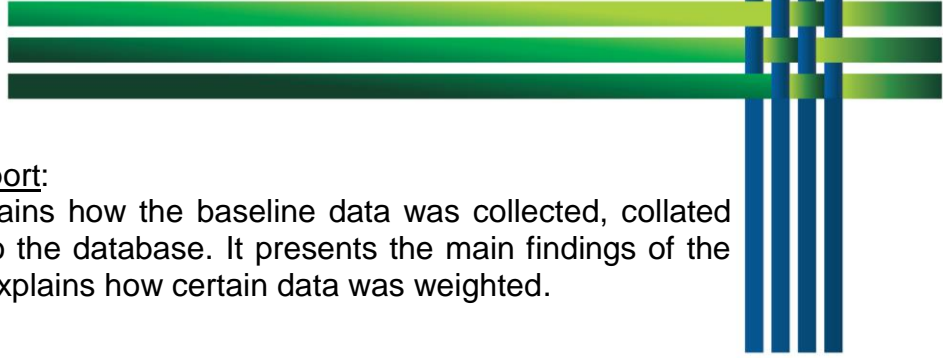 port:
ains how the baseline data was collected, collated
o the database. It presents the main findings of the
xplains how certain data was weighted.